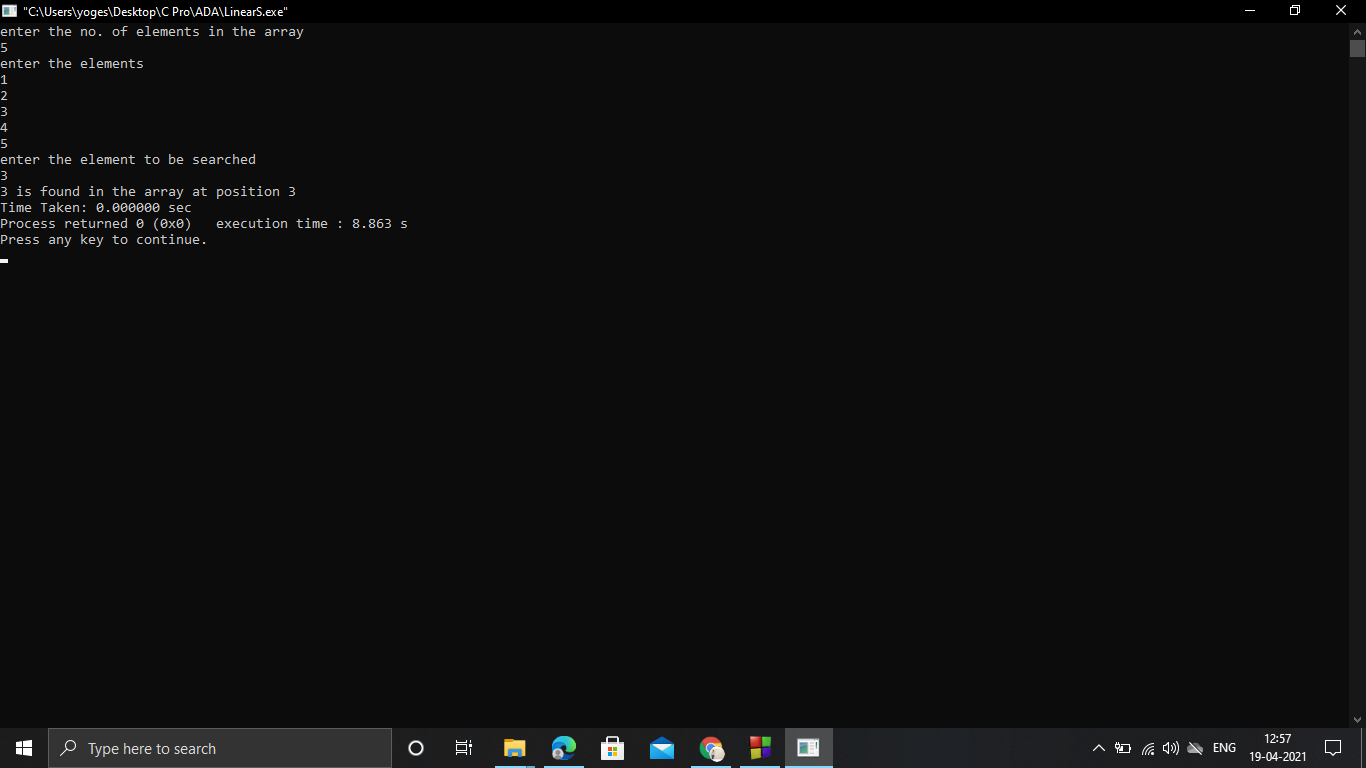 "C:\Users\yoges\Desktop\C Pro\ADA\LinearS.exe"
enter the no. of elements in the array
5
enter the elements
1
2
3
4
5
enter the element to be searched
3
3 is found in the array at position 3
Time Taken: 0.000000 sec
Process returned 0 (0x0)   execution time : 8.863 s
Press any key to continue.
Type here to search
ENG
12:57
19-04-2021